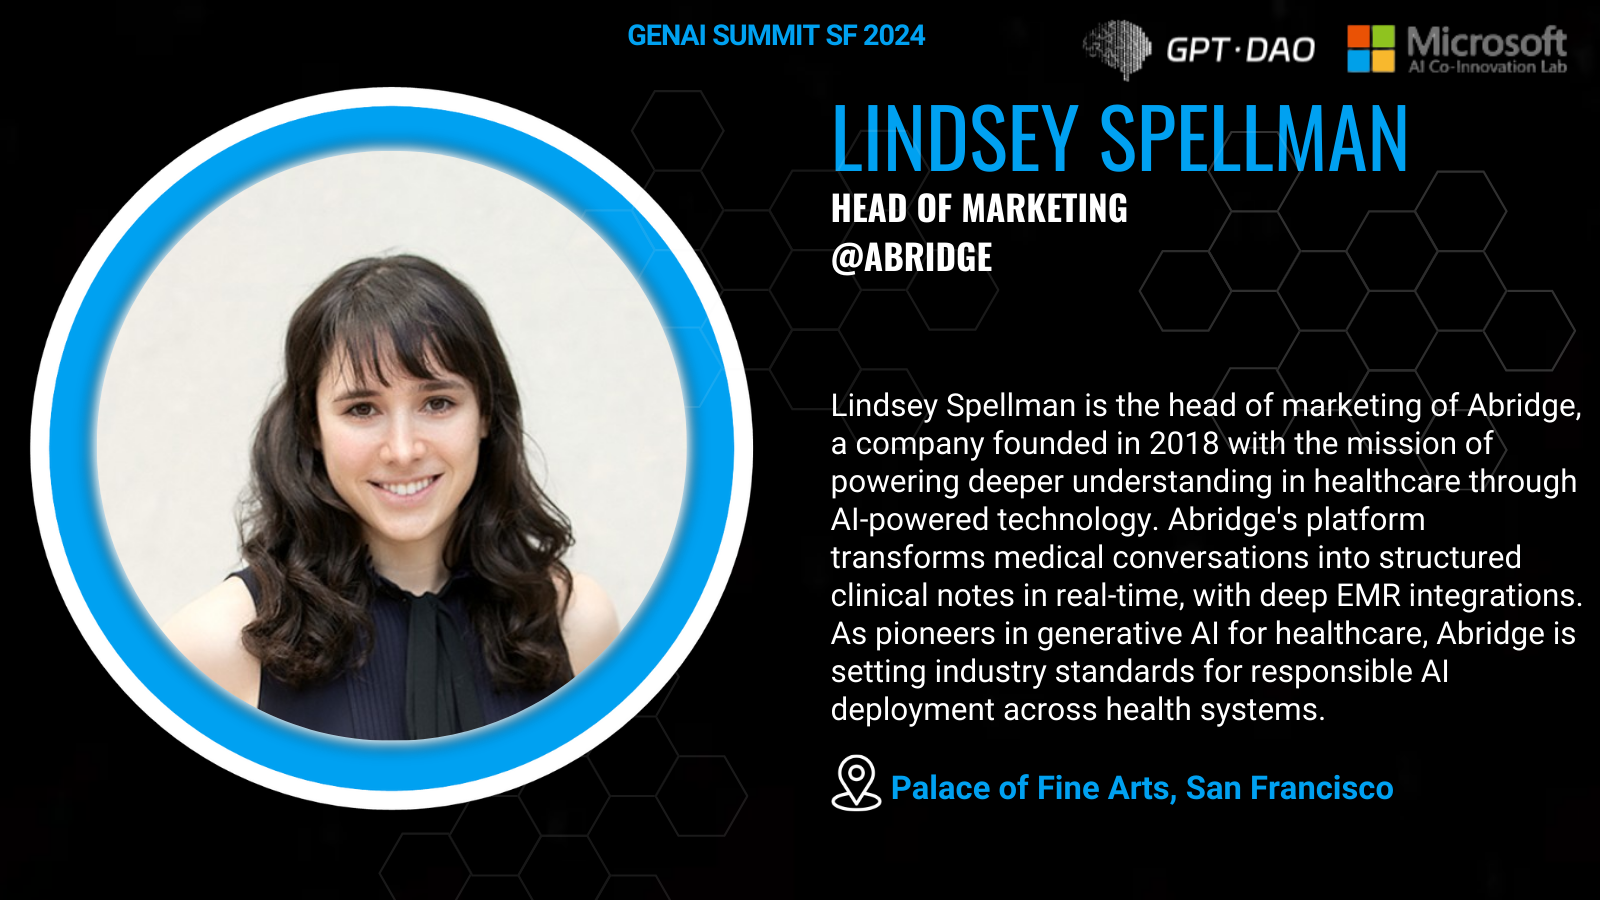 GENAI SUMMIT SF 2024
GPT·DAO
Microsoft
AI Co-Innovation Lab
LINDSEY SPELLMAN
HEAD OF MARKETING
@ABRIDGE
Lindsey Spellman is the head of marketing of Abridge,
a company founded in 2018 with the mission of
powering deeper understanding in healthcare through
AI-powered technology. Abridge's platform
transforms medical conversations into structured
clinical notes in real-time, with deep EMR integrations.
As pioneers in generative AI for healthcare, Abridge is
setting industry standards for responsible AI
deployment across health systems.
Palace of Fine Arts, San Francisco